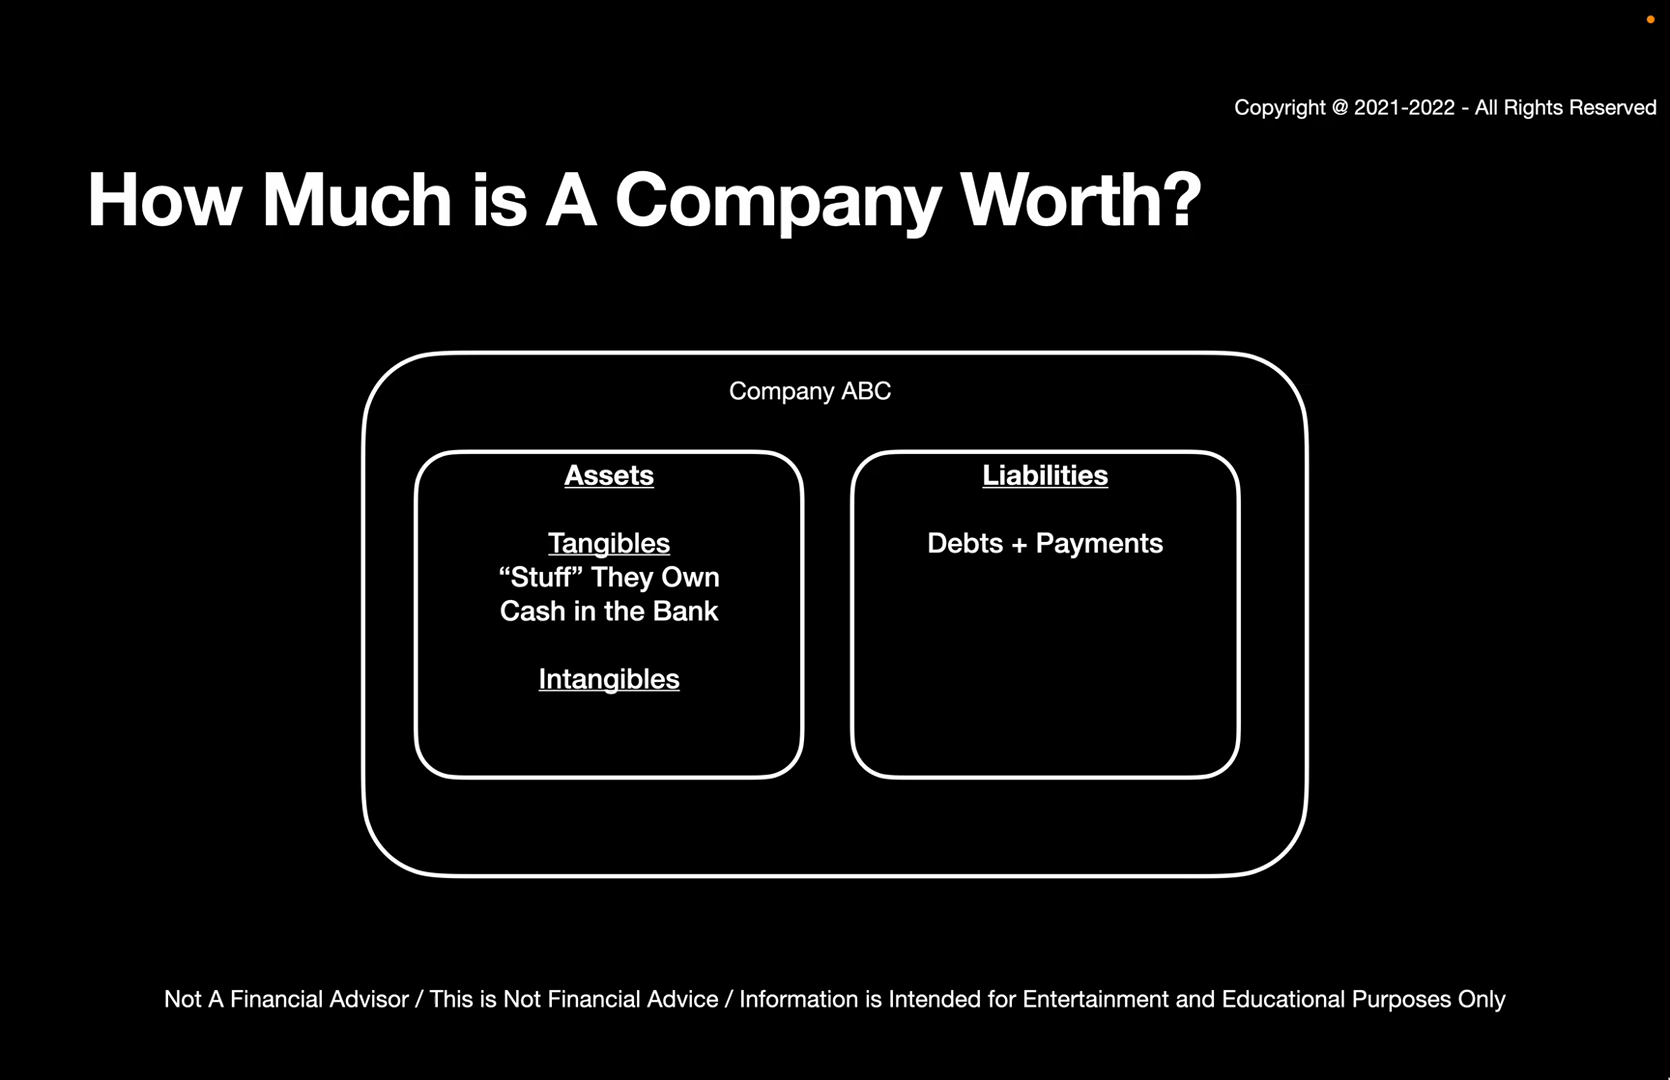 Copyright @ 2021-2022 - All Rights Reserved
How Much is A Company Worth?
Company ABC
Assets
Tangibles
“Stuff” They Own
Cash in the Bank
Intangibles
Liabilities
Debts + Payments
Not A Financial Advisor / This is Not Financial Advice / Information is Intended for Entertainment and Educational Purposes Only